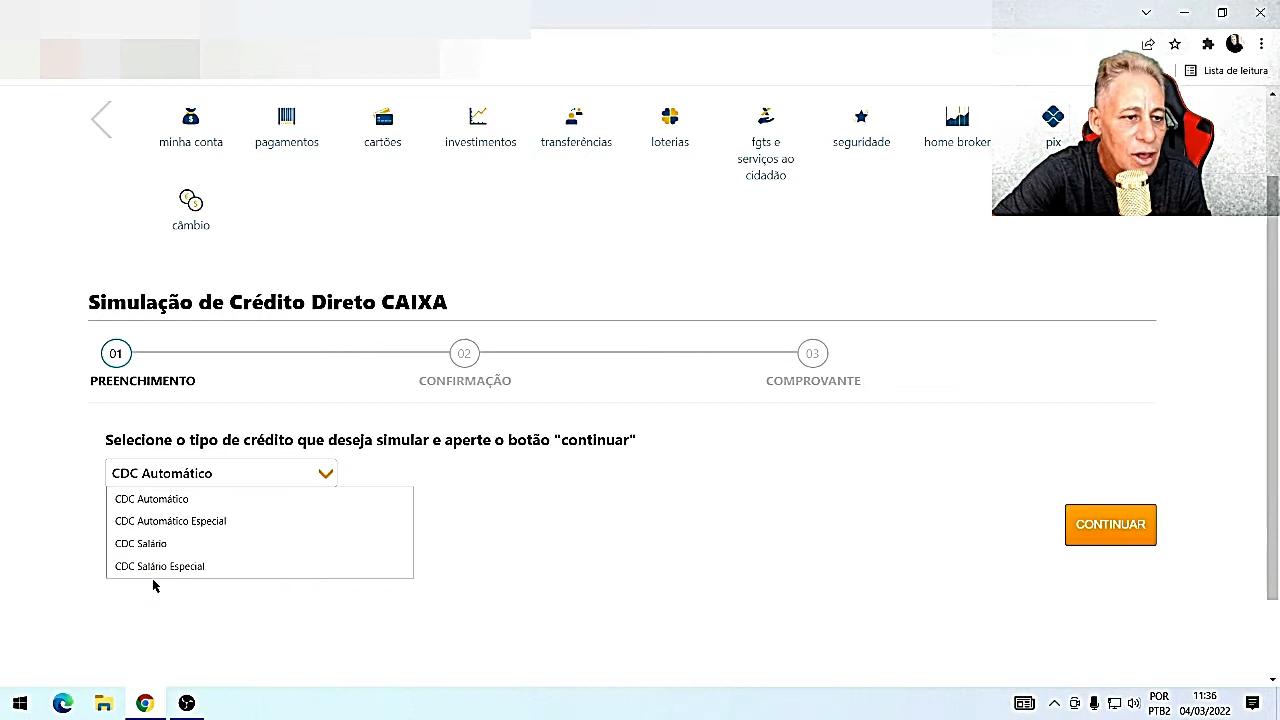 Lista de leitura
minha conta
pagamentos
cartões
investimentos
transferências
loterias
fgts e
serviços ao
cidadão
seguridade
home broker
pix
câmbio
Simulação de Crédito Direto CAIXA
01
02
03
PREENCHIMENTO
CONFIRMAÇÃO
COMPROVANTE
Selecione o tipo de crédito que deseja simular e aperte o botão "continuar"
CDC Automático
CDC Automático
CDC Automático Especial
CDC Salário
CDC Salário Especial
CONTINUAR
POR
PTB2
11:36
04/03/2022